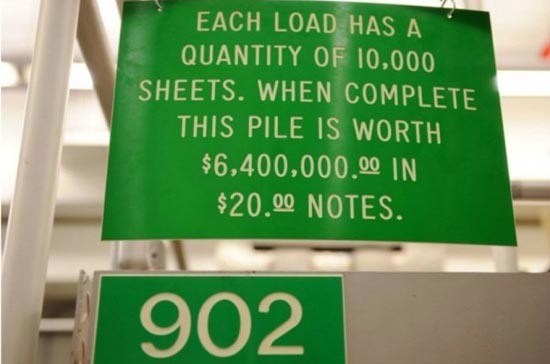 EACH LOAD HAS A
QUANTITY OF 10,000
SHEETS. WHEN COMPLETE
THIS PILE IS WORTH
$6,400,000.00 IN
$20.00 NOTES.
902